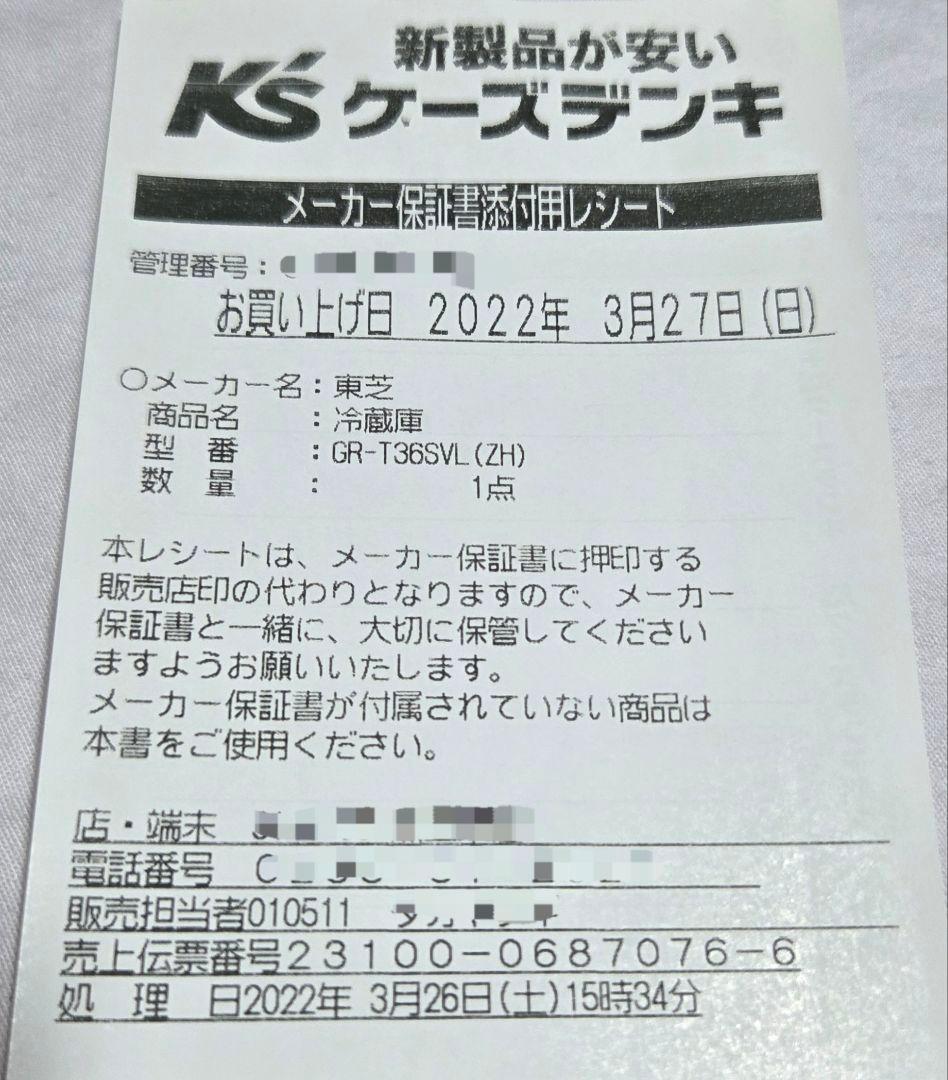 新製品が安い
K's ケーズデンキ
メーカー保証書添付用レシート
管理番号:
お買い上げ日 2022年 3月27日(日)
○メーカー名:東芝
商品名 :冷蔵庫
型番 :GR-T36SVL(ZH)
数量 : 1点
本レシートは、メーカー保証書に押印する
販売店印の代わりとなりますので、メーカー
保証書と一緒に、大切に保管してください
ますようお願いいたします。
メーカー保証書が付属されていない商品は
本書をご使用ください。
店・端末
電話番号
販売担当者010511
売上伝票番号23100-0687076-6
処理日2022年 3月26日(土)15時34分